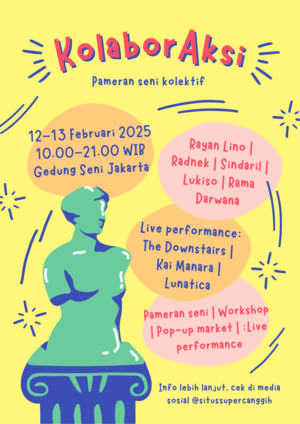 KolaborAksi
Pameran seni kolektif
12-13 Februari 2025
10.00-21.00 WIB
Gedung Seni Jakarta
Rayan Lino |
Radnek | Sindaril |
Lukiso | Rama
Darwana
Live performance:
The Downstairs |
Kai Manara |
Lunatica
Pameran seni | Workshop
| Pop-up market | :Live
performance
Info lebih lanjut, cek di media
sosial @situssupercanggih